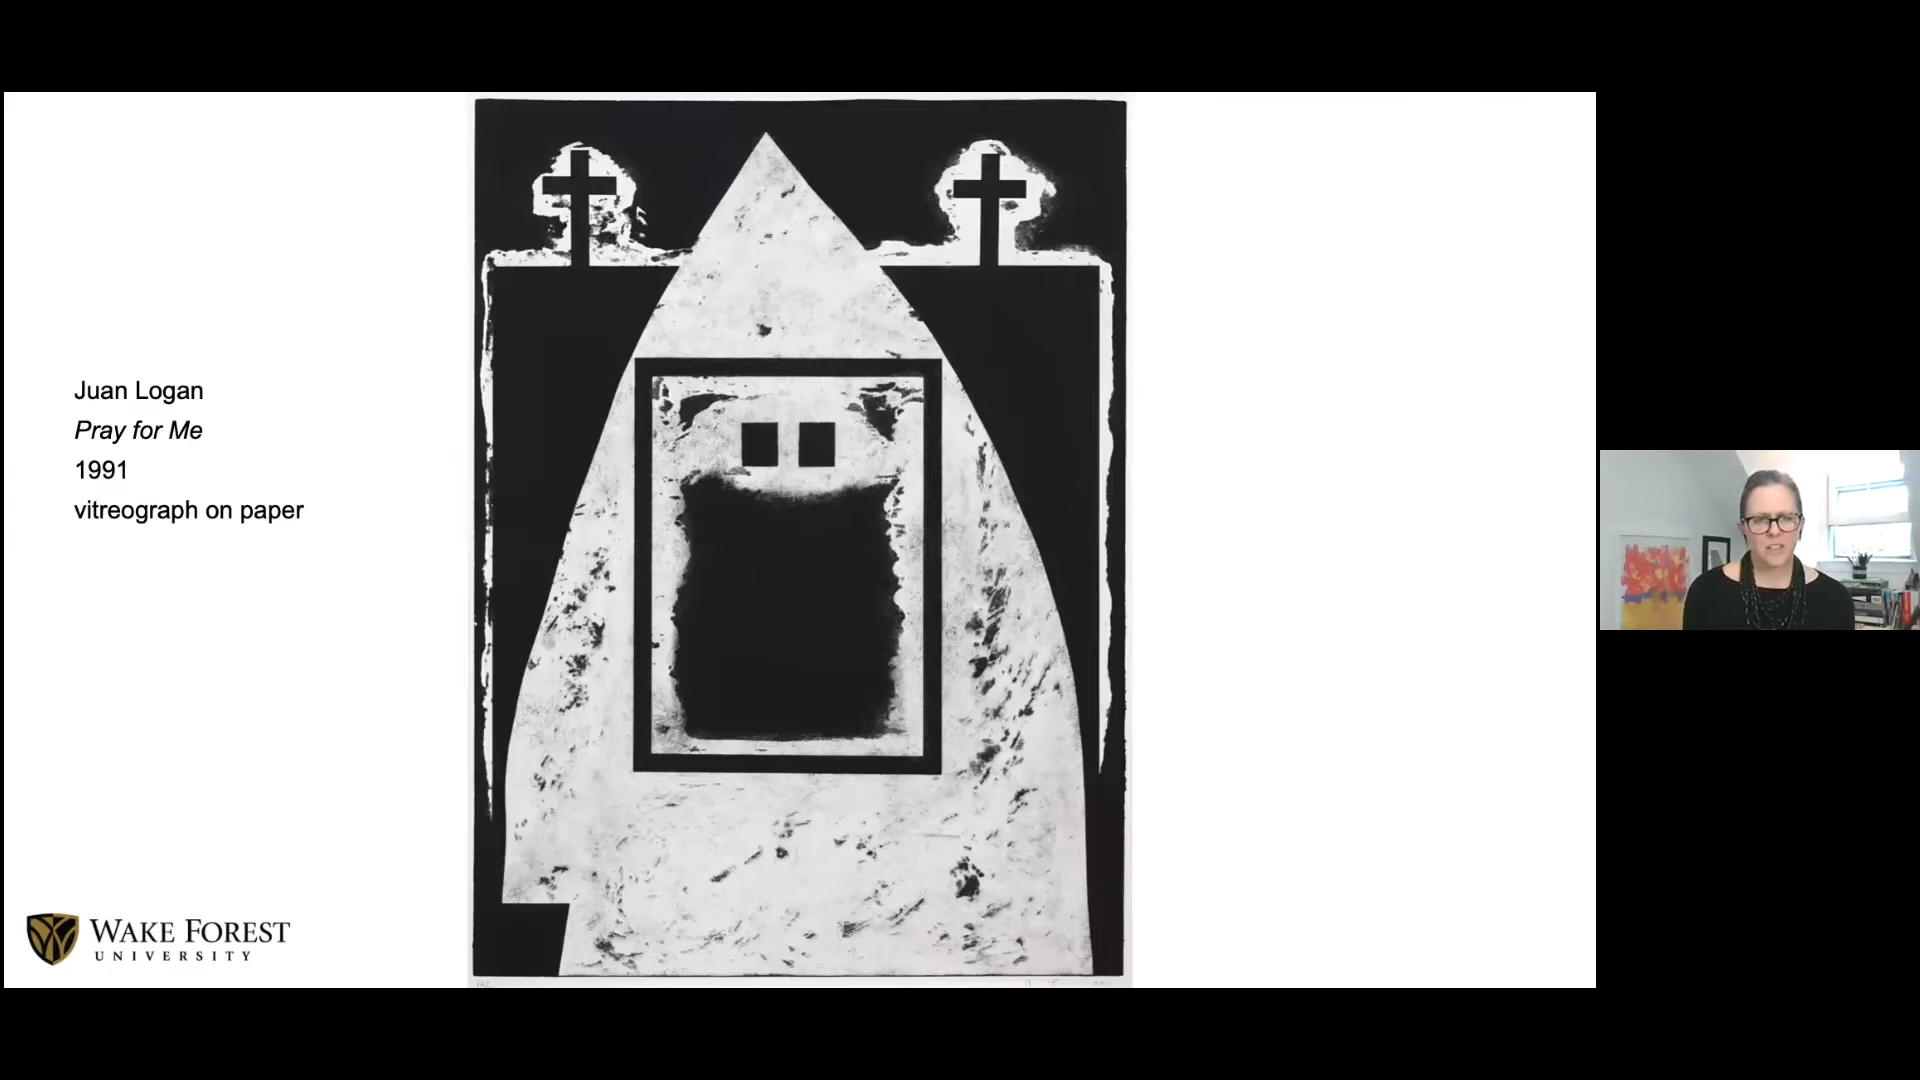 Juan Logan
Pray for Me
1991
vitreograph on paper
WAKE FOREST
UNIVERSITY